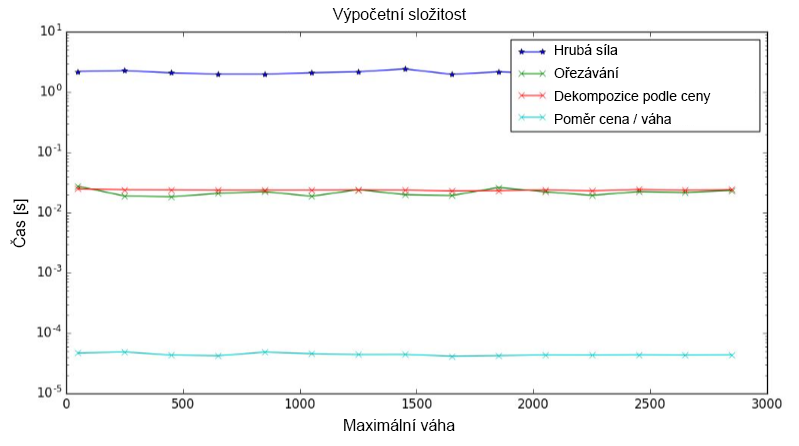 Výpočetní složitost
10^1
10^0
10^-1
10^-2
10^-3
10^-4
10^-5
Čas [s]
Hrubá síla
Ořezávání
Dekompozice podle ceny
Poměr cena / váha
0 500 1000 1500 2000 2500 3000
Maximální váha